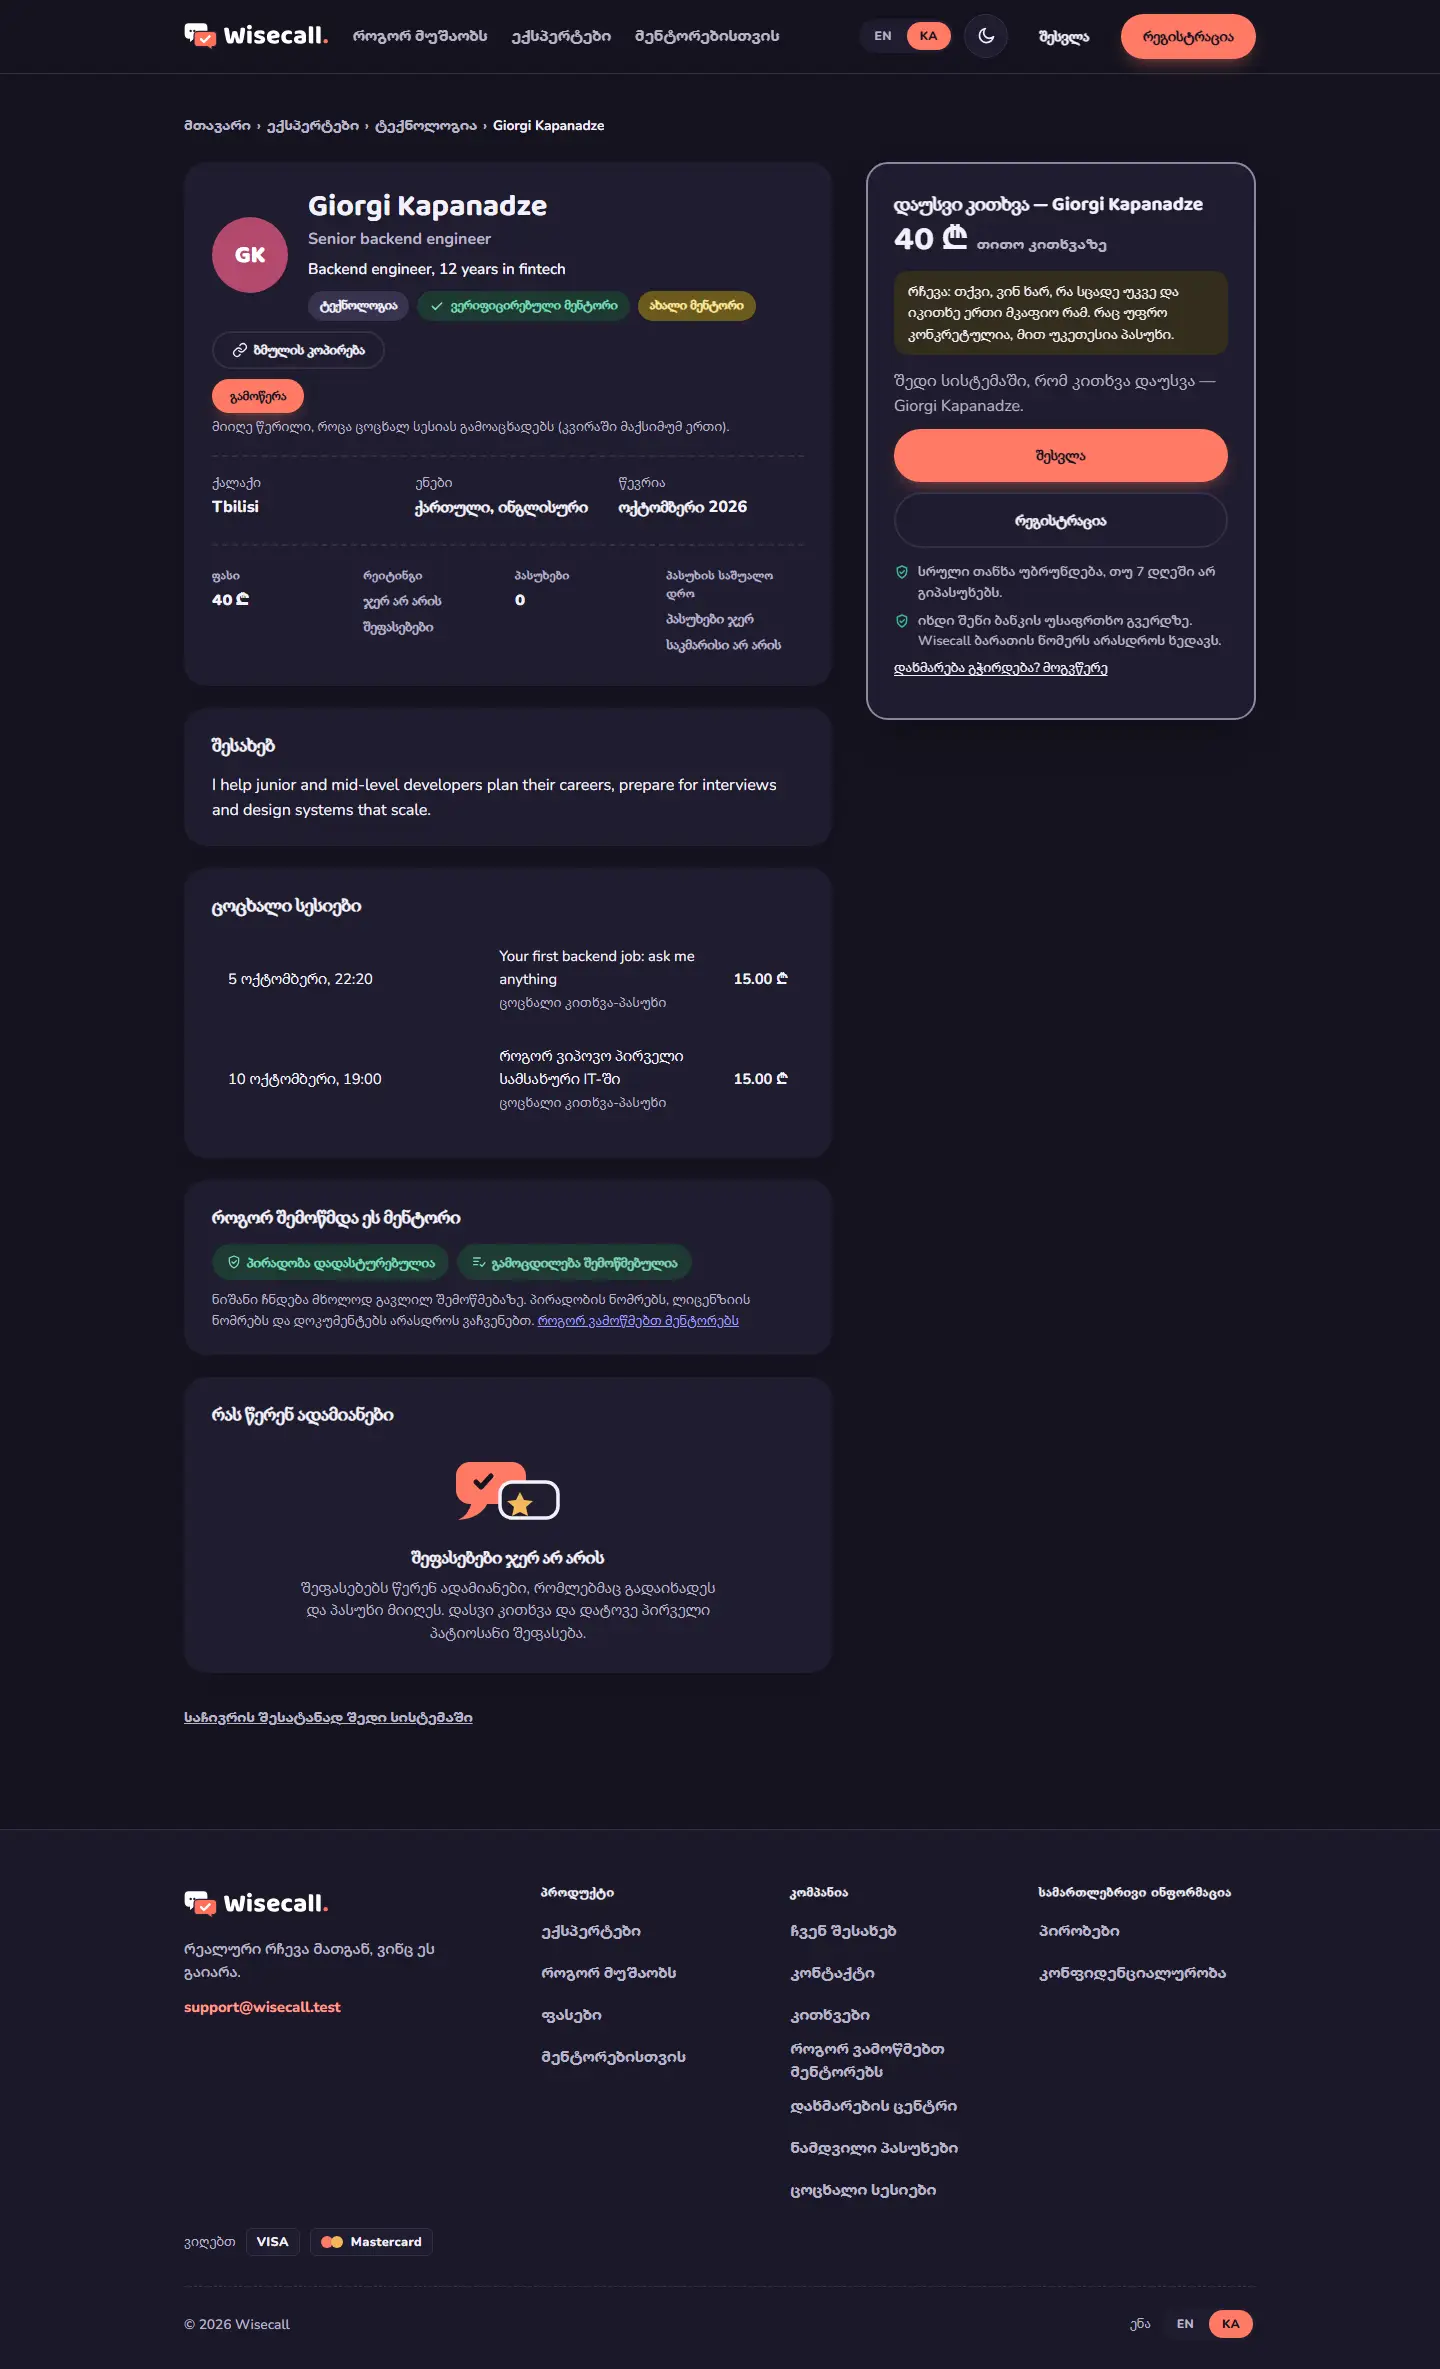 Wisecall.
როგორ მუშაობს
ექსპერტები
მენტორებისთვის
EN
KA
შესვლა
რეგისტრაცია
მთავარი › ექსპერტები › ტექნოლოგია › Giorgi Kapanadze
GK
Giorgi Kapanadze
Senior backend engineer
Backend engineer, 12 years in fintech
ტექნოლოგია
ვერიფიცირებული მენტორი
ახალი მენტორი
ბმულის კოპირება
გამოწერა
მიიღე წერილი, როცა ცოცხალ სესიას გამოაცხადებს (კვირაში მაქსიმუმ ერთი).
ქალაქი
Tbilisi
ენები
ქართული, ინგლისური
წევრია
ოქტომბერი 2026
ფასი
40 ₾
რეიტინგი
ჯერ არ არის
შეფასებები
პასუხები
0
პასუხის საშუალო
დრო
პასუხები ჯერ
საკმარისი არ არის
დაუსვი კითხვა — Giorgi Kapanadze
40 ₾ თითო კითხვაზე
რჩევა: თქვი, ვინ ხარ, რა სცადე უკვე და
იკითხე ერთი მკაფიო რამ. რაც უფრო
კონკრეტულია, მით უკეთესია პასუხი.
შედი სისტემაში, რომ კითხვა დაუსვა —
Giorgi Kapanadze.
შესვლა
რეგისტრაცია
სრული თანხა უბრუნდება, თუ 7 დღეში არ
გიპასუხებს.
იხდი შენი ბანკის უსაფრთხო გვერდზე.
Wisecall ბარათის ნომერს არასდროს ხედავს.
დახმარება გჭირდება? მოგვწერე
შესახებ
I help junior and mid-level developers plan their careers, prepare for interviews
and design systems that scale.
ცოცხალი სესიები
5 ოქტომბერი, 22:20
Your first backend job: ask me
anything
ცოცხალი კითხვა-პასუხი
15.00 ₾
10 ოქტომბერი, 19:00
როგორ ვიპოვო პირველი
სამსახური IT-ში
ცოცხალი კითხვა-პასუხი
15.00 ₾
როგორ შემოწმდა ეს მენტორი
პირადობა დადასტურებულია
გამოცდილება შემოწმებულია
ნიშანი ჩნდება მხოლოდ გავლილ შემოწმებაზე. პირადობის ნომრებს, ლიცენზიის
ნომრებს და დოკუმენტებს არასდროს ვაჩვენებთ. როგორ ვამოწმებთ მენტორებს
რას წერენ ადამიანები
შეფასებები ჯერ არ არის
შეფასებებს წერენ ადამიანები, რომლებმაც გადაიხადეს
და პასუხი მიიღეს. დასვი კითხვა და დატოვე პირველი
პატიოსანი შეფასება.
საჩივრის შესატანად შედი სისტემაში
Wisecall.
რეალური რჩევა მათგან, ვინც ეს
გაიარა.
support@wisecall.test
პროდუქტი
ექსპერტები
როგორ მუშაობს
ფასები
მენტორებისთვის
კომპანია
ჩვენ შესახებ
კონტაქტი
კითხვები
როგორ ვამოწმებთ
მენტორებს
დახმარების ცენტრი
ნამდვილი პასუხები
ცოცხალი სესიები
სამართლებრივი ინფორმაცია
პირობები
კონფიდენციალურობა
ვიღებთ
VISA
Mastercard
© 2026 Wisecall
ენა
EN
KA